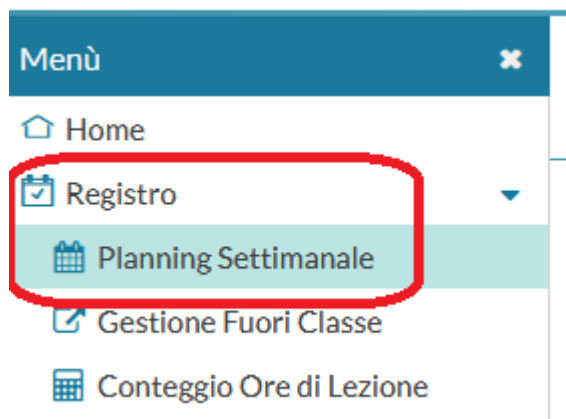 Menù
Home
Registro
Planning Settimanale
Gestione Fuori Classe
Conteggio Ore di Lezione